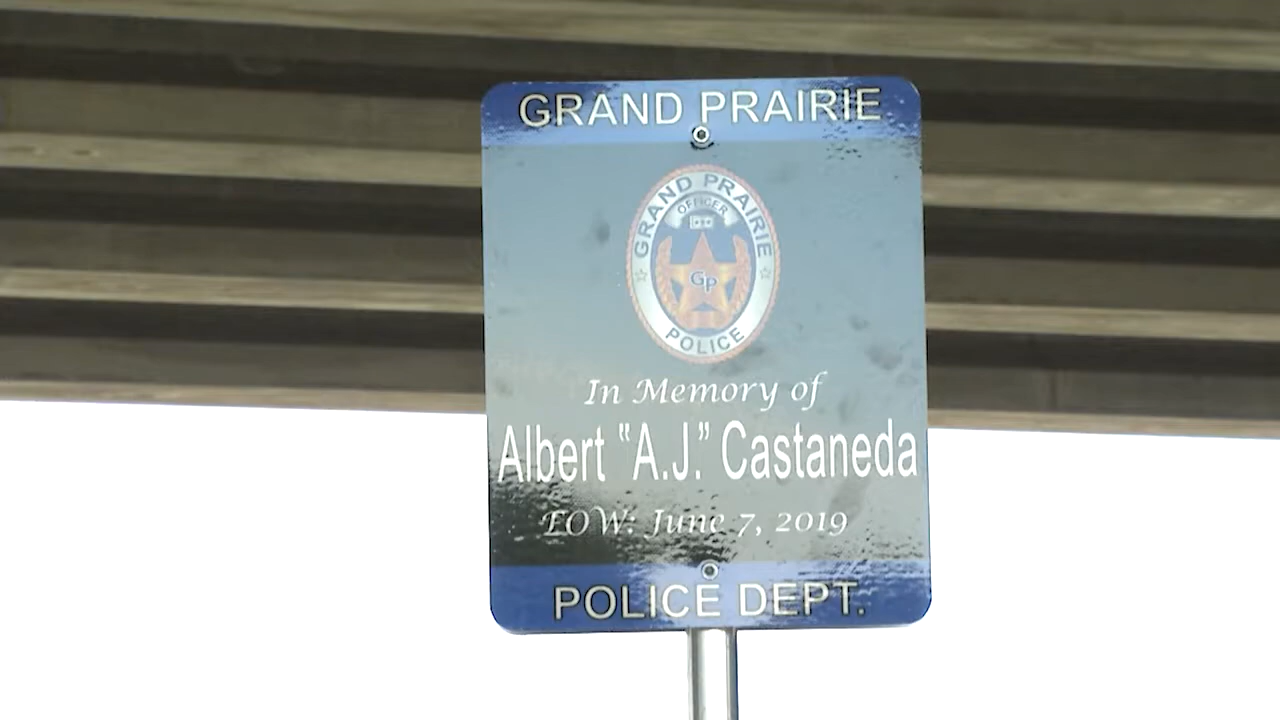 GRAND PRAIRIE
GRAND PRAIRIE
OFFICER
Gp
POLICE
In Memory of
Albert "A.J." Castaneda
EOW: June 7, 2019
POLICE DEPT.